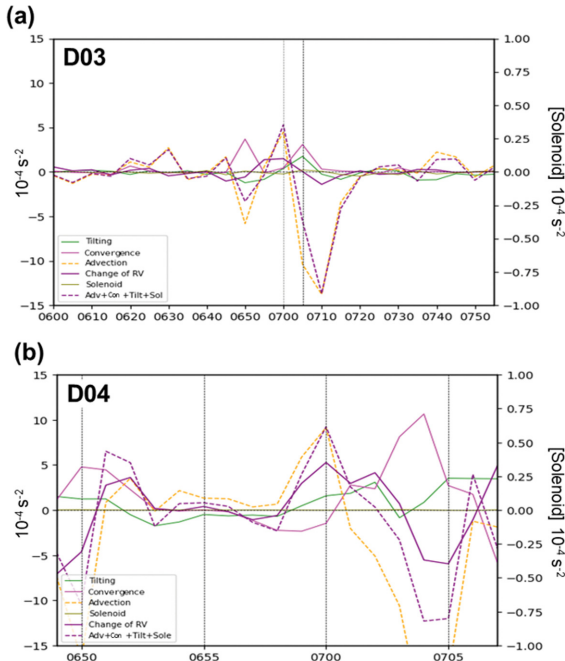 (a)
D03
10⁻⁴ s⁻²
15
10
5
0
−5
−10
−15
1.00
0.75
0.50
0.25
0.00
−0.25
−0.50
−0.75
−1.00
[Solenoid] 10⁻⁴ s⁻²
Tilting
Convergence
Advection
Change of RV
Solenoid
Adv+Con +Tilt+Sol
0600 0610 0620 0630 0640 0650 0700 0710 0720 0730 0740 0750
(b)
D04
10⁻⁴ s⁻²
15
10
5
0
−5
−10
−15
1.00
0.75
0.50
0.25
0.00
−0.25
−0.50
−0.75
−1.00
[Solenoid] 10⁻⁴ s⁻²
Tilting
Convergence
Advection
Solenoid
Change of RV
Adv+Con +Tilt+Sole
0650 0655 0700 0705